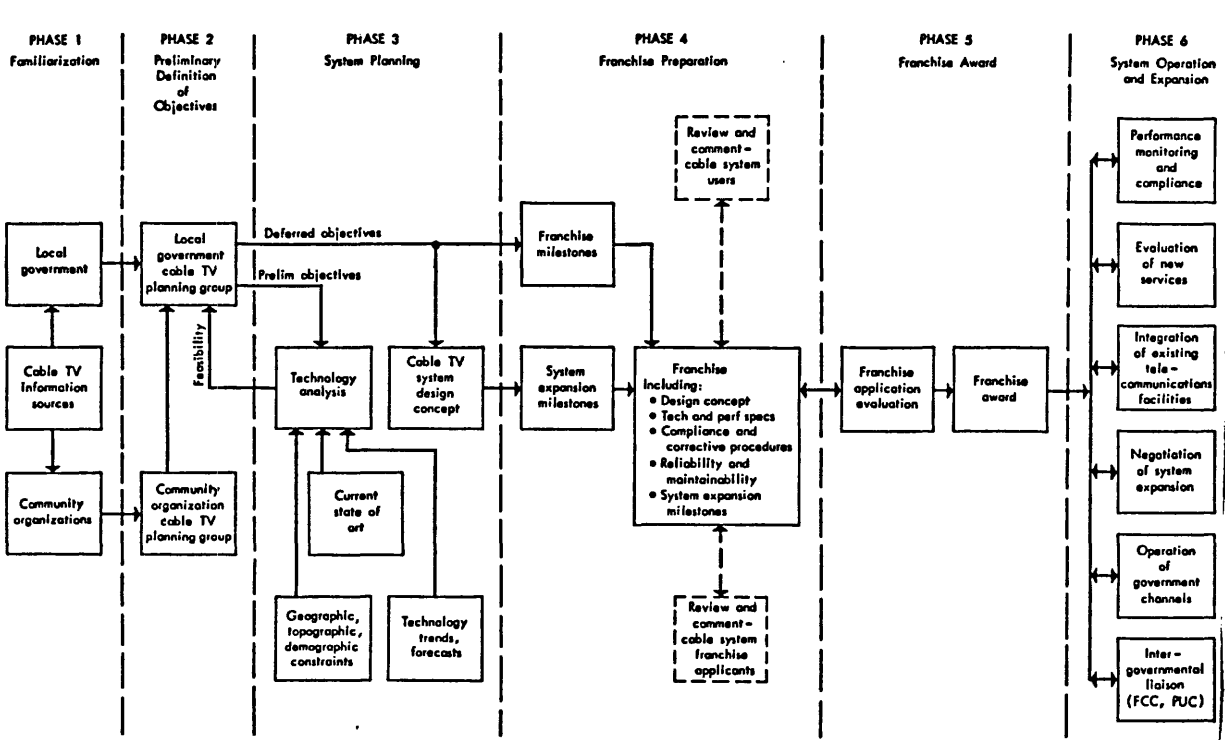 PHASE 1
Familiarization
PHASE 2
Preliminary
Definition
of
Objectives
PHASE 3
System Planning
PHASE 4
Franchise Preparation
PHASE 5
Franchise Award
PHASE 6
System Operation
and Expansion
Local
government
Cable TV
Information
sources
Community
organizations
Local
government
cable TV
planning group
Community
organization
cable TV
planning group
Deferred objectives
Prelim objectives
Feasibility
Technology
analysis
Cable TV
system
design
concept
Current
state of
art
Geographic,
topographic,
demographic
constraints
Technology
trends,
forecasts
Review and
comment–
cable system
users
Franchise
milestones
System
expansion
milestones
Franchise
Including:
• Design concept
• Tech and perf specs
• Compliance and
corrective procedures
• Reliability and
maintainability
• System expansion
milestones
Review and
comment–
cable system
franchise
applicants
Franchise
application
evaluation
Franchise
award
Performance
monitoring
and
compliance
Evaluation
of new
services
Integration
of existing
tele–
communications
facilities
Negotiation
of system
expansion
Operation
of
government
channels
Inter–
governmental
liaison
(FCC, PUC)